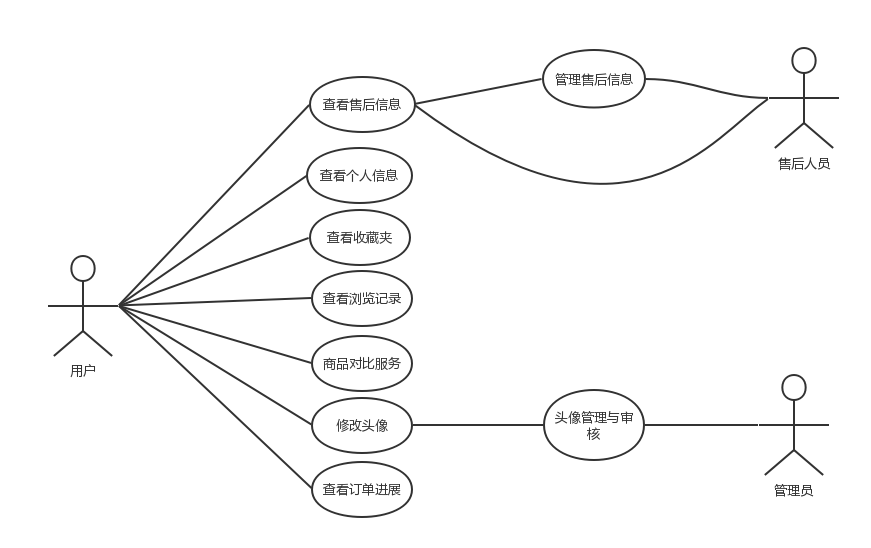 查看售后信息
管理售后信息
售后人员
查看个人信息
查看收藏夹
查看浏览记录
用户
商品对比服务
修改头像
头像管理与审
核
查看订单进展
管理员